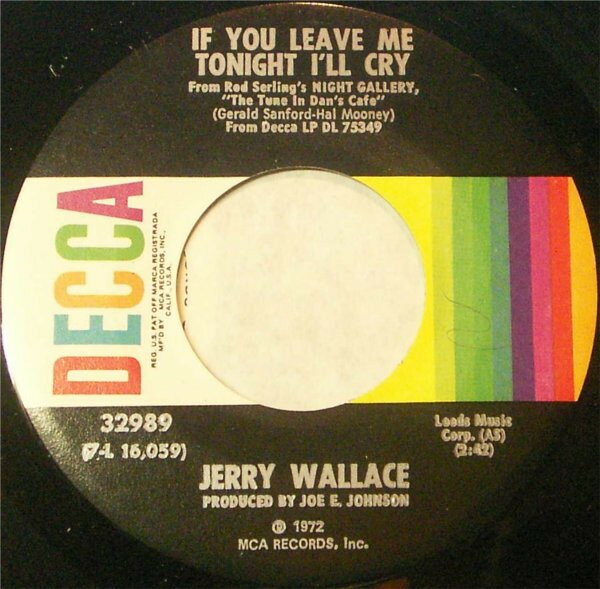 IF YOU LEAVE ME
TONIGHT I'LL CRY
From Rod Serling's NIGHT GALLERY,
"The Tune In Dan's Cafe"
(Gerald Sanford-Hal Mooney)
From Decca LP DL 75349
DECCA
REG. U.S. PAT OFF. MARCA REGISTRADA
MF'D BY MCA RECORDS, INC.,
CALIF., U.S.A.
32989
(7-L 16,059)
Leeds Music
Corp. (AS)
(2:42)
JERRY WALLACE
PRODUCED BY JOE E. JOHNSON
℗ 1972
MCA RECORDS, Inc.